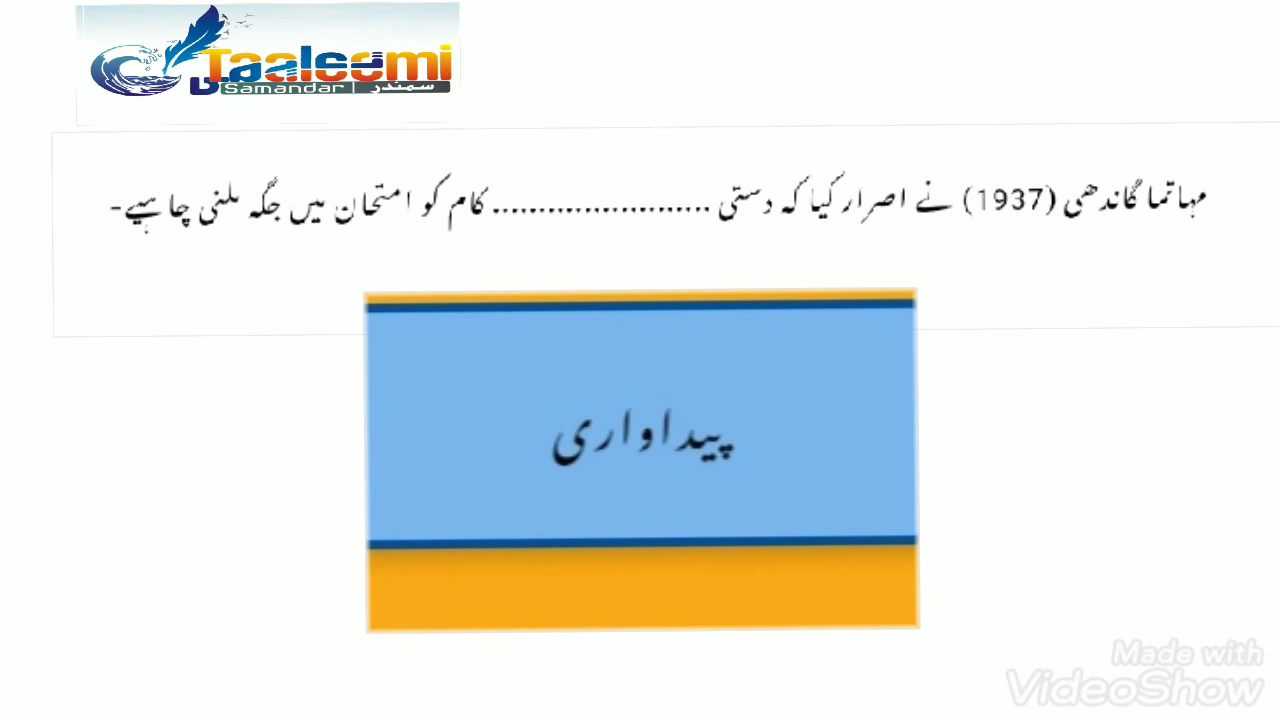 Taaleemi
Samandar | سمندر
مہاتما گاندھی (1937) نے اصرار کیا کہ دستی ........................ کام کو امتحان میں جگہ ملنی چاہیے-
پیداواری
Made with
VideoShow